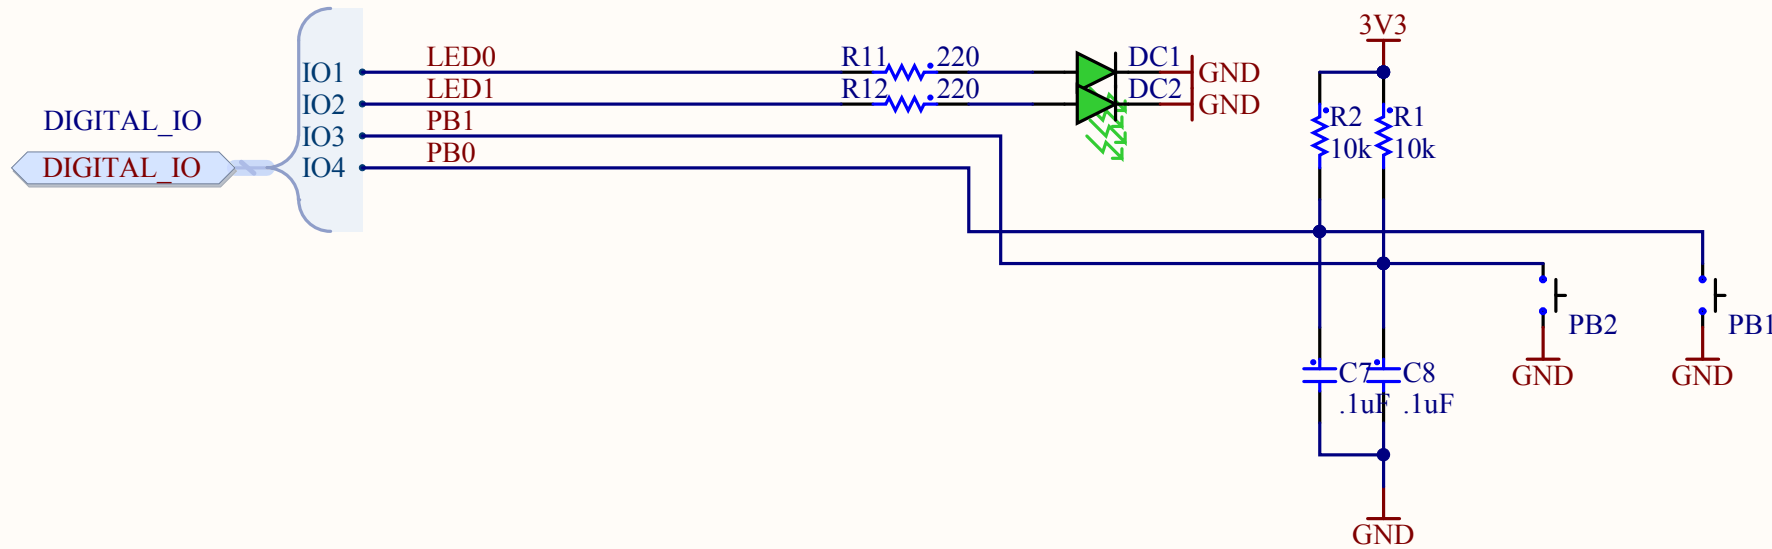 3V3
LED0 R11 220 DC1
IO1 GND
LED1 R12 220 DC2
IO2 GND
DIGITAL_IO PB1 R2 R1
IO3
PB0 10k 10k
DIGITAL_IO IO4
PB2 PB1
C7 C8 GND GND
.1uF .1uF
GND